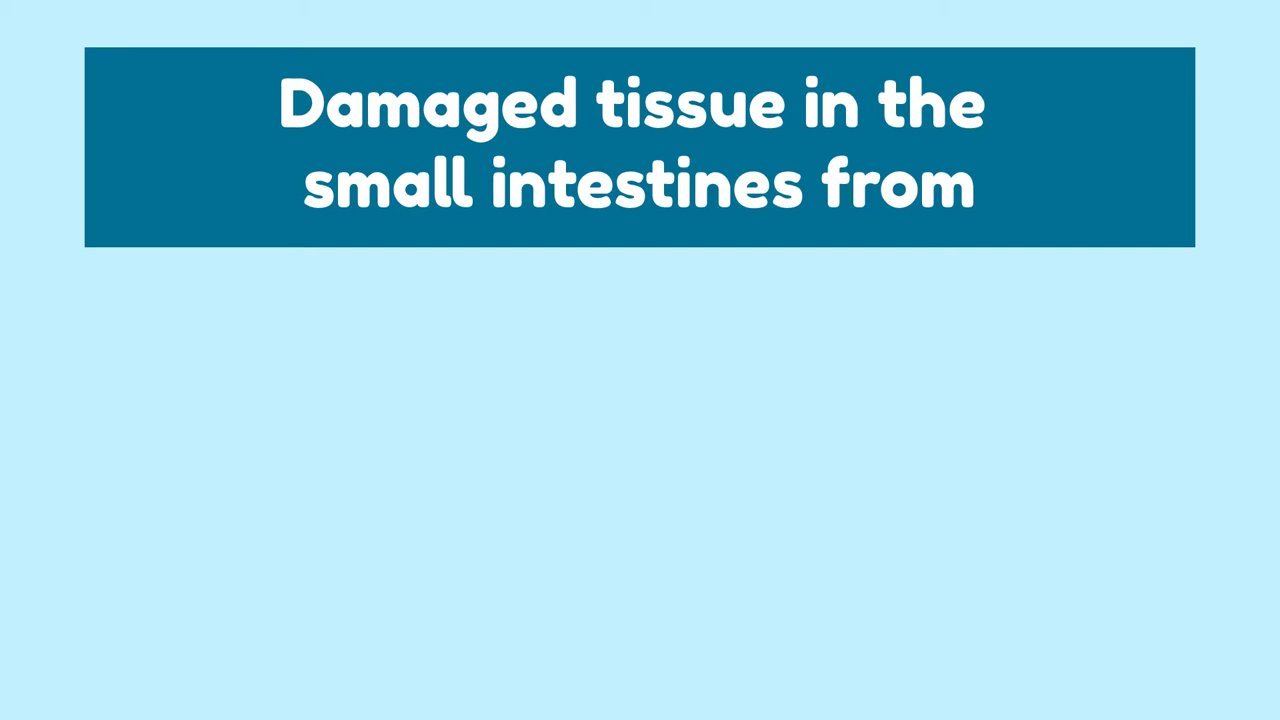 Damaged tissue in the
small intestines from